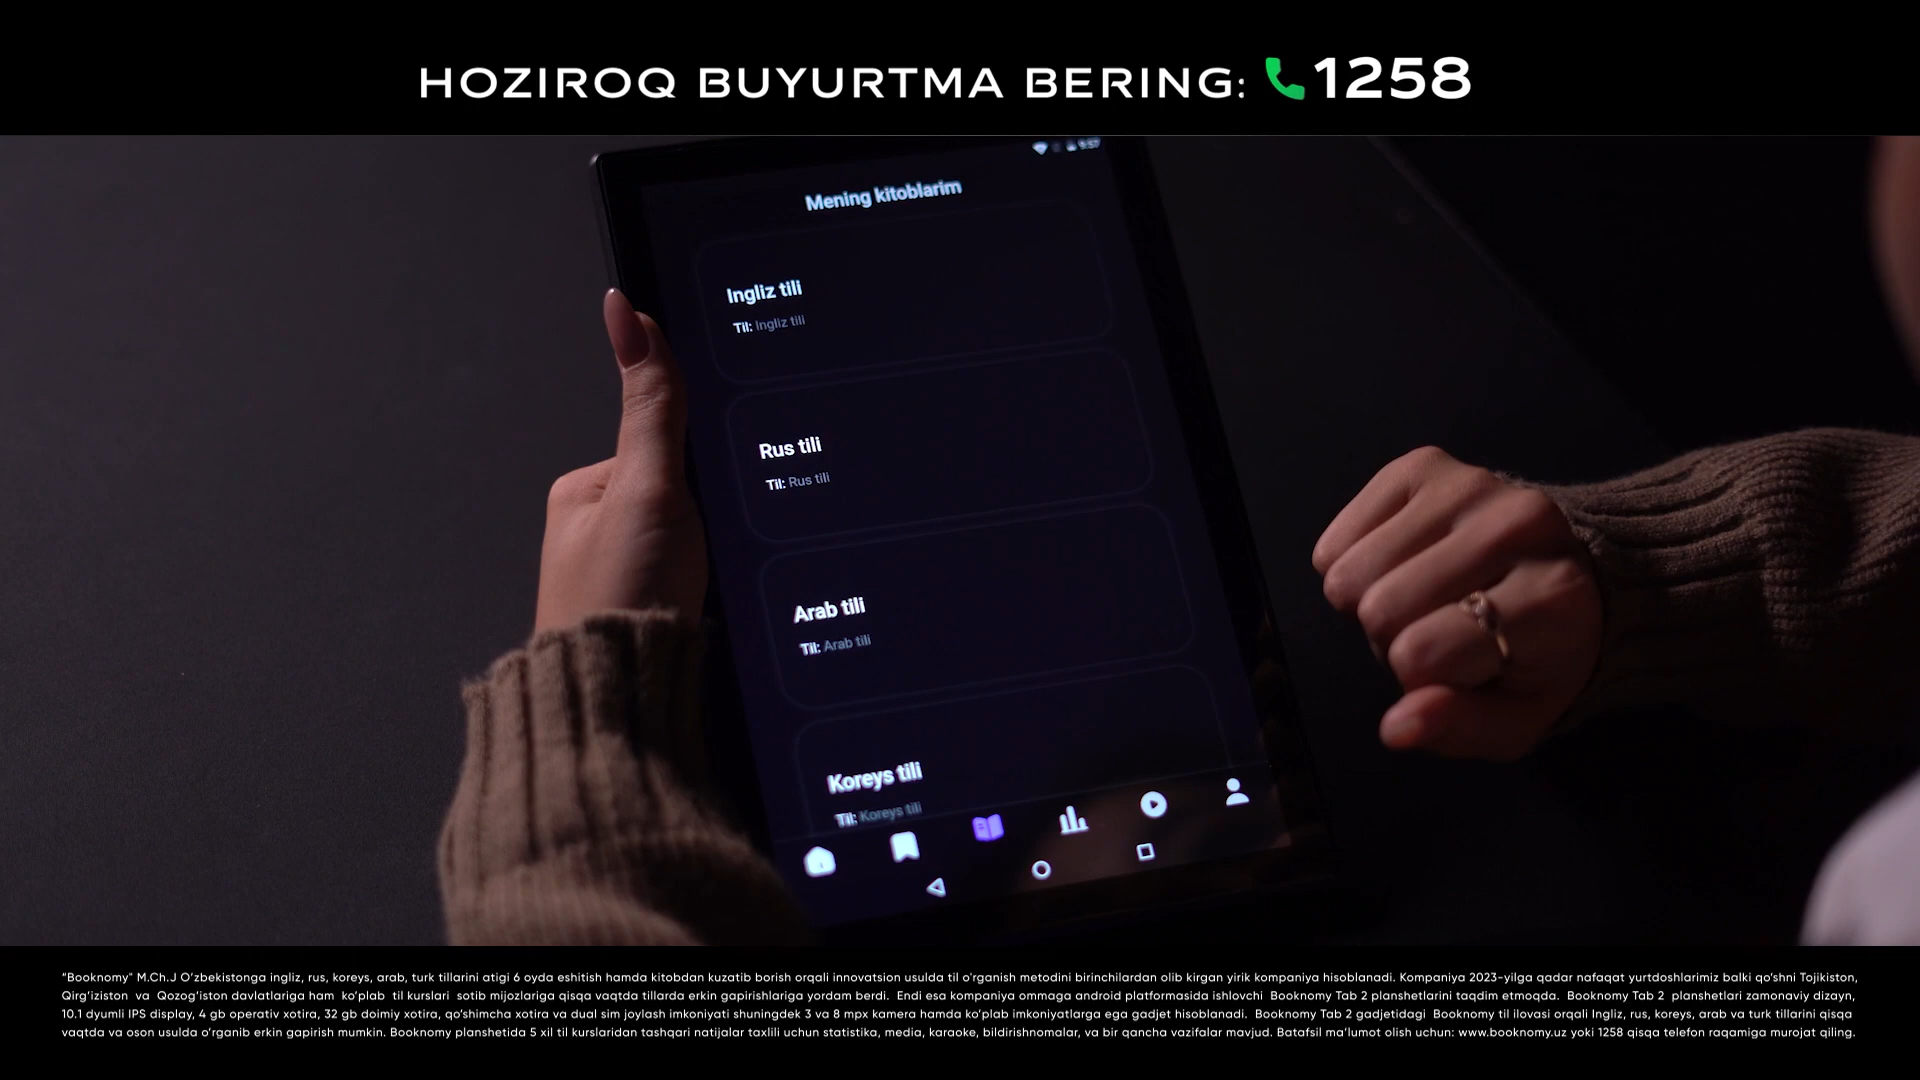 HOZIROQ BUYURTMA BERING: 1258
9:57
Mening kitoblarim
Ingliz tili
Til: Ingliz tili
Rus tili
Til: Rus tili
Arab tili
Til: Arab tili
Koreys tili
Til: Koreys tili
"Booknomy" M.Ch.J O'zbekistonga ingliz, rus, koreys, arab, turk tillarini atigi 6 oyda eshitish hamda kitobdan kuzatib borish orqali innovatsion usulda til o'rganish metodini birinchilardan olib kirgan yirik kompaniya hisoblanadi. Kompaniya 2023-yilga qadar nafaqat yurtdoshlarimiz balki qo'shni Tojikiston,
Qirg'iziston va Qozog'iston davlatlariga ham ko'plab til kurslari sotib mijozlariga qisqa vaqtda tillarda erkin gapirishlariga yordam berdi. Endi esa kompaniya ommaga android platformasida ishlovchi Booknomy Tab 2 planshetlarini taqdim etmoqda. Booknomy Tab 2 planshetlari zamonaviy dizayn,
10.1 dyumli IPS display, 4 gb operativ xotira, 32 gb doimiy xotira, qo'shimcha xotira va dual sim joylash imkoniyati shuningdek 3 va 8 mpx kamera hamda ko'plab imkoniyatlarga ega gadjet hisoblanadi. Booknomy Tab 2 gadjetidagi Booknomy til ilovasi orqali Ingliz, rus, koreys, arab va turk tillarini qisqa
vaqtda va oson usulda o'rganib erkin gapirish mumkin. Booknomy planshetida 5 xil til kurslaridan tashqari natijalar taxlili uchun statistika, media, karaoke, bildirishnomalar, va bir qancha vazifalar mavjud. Batafsil ma'lumot olish uchun: www.booknomy.uz yoki 1258 qisqa telefon raqamiga murojat qiling.